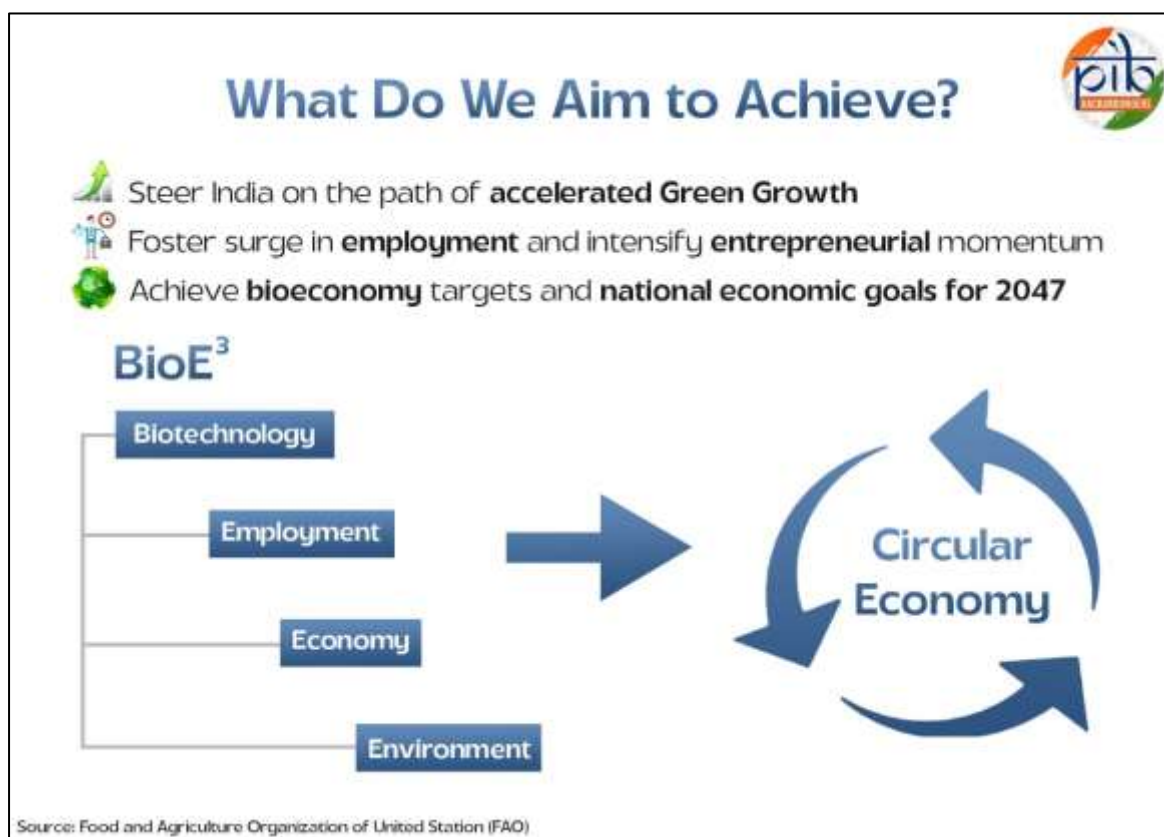 What Do We Aim to Achieve?
pib
Steer India on the path of accelerated Green Growth
Foster surge in employment and intensify entrepreneurial momentum
Achieve bioeconomy targets and national economic goals for 2047
BioE³
Biotechnology
Employment
Economy
Environment
Circular
Economy
Source: Food and Agriculture Organization of United Station (FAO)